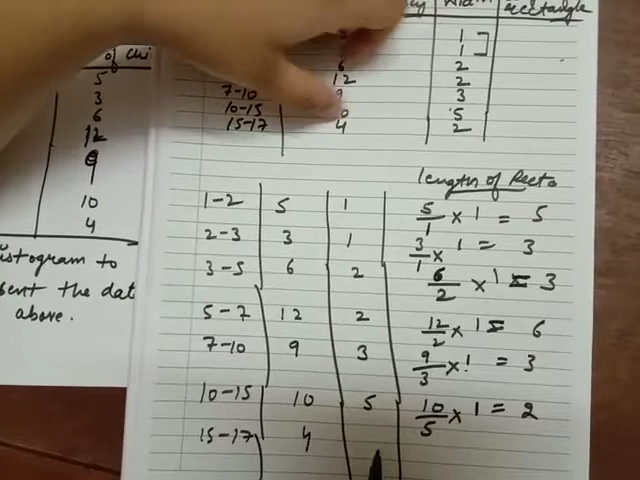 width
rectangle
of chi
5
3
6
12
9
10
4
istogram to
sent the dat
above.
1
1
6 2
12 2
7-10 9 3
10-15 5
15-17 4 2
length of Recta
1-2 5 1 5/1 x 1 = 5
2-3 3 1 3/1 x 1 = 3
3-5 6 2 6/2 x 1 = 3
5-7 12 2 12/2 x 1 = 6
7-10 9 3 9/3 x 1 = 3
10-15 10 5 10/5 x 1 = 2
15-17 4